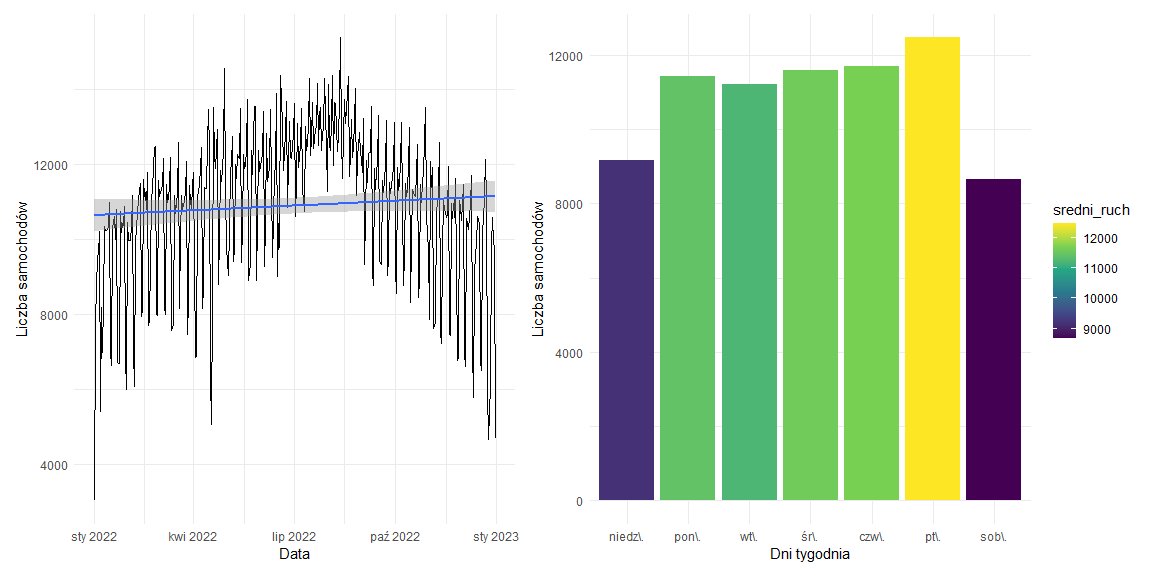 Liczba samochodów
12000
8000
4000
sty 2022
kwi 2022
lip 2022
paź 2022
sty 2023
Data
Liczba samochodów
12000
8000
4000
0
niedz\.
pon\.
wt\.
śr\.
czw\.
pt\.
sob\.
Dni tygodnia
sredni_ruch
12000
11000
10000
9000